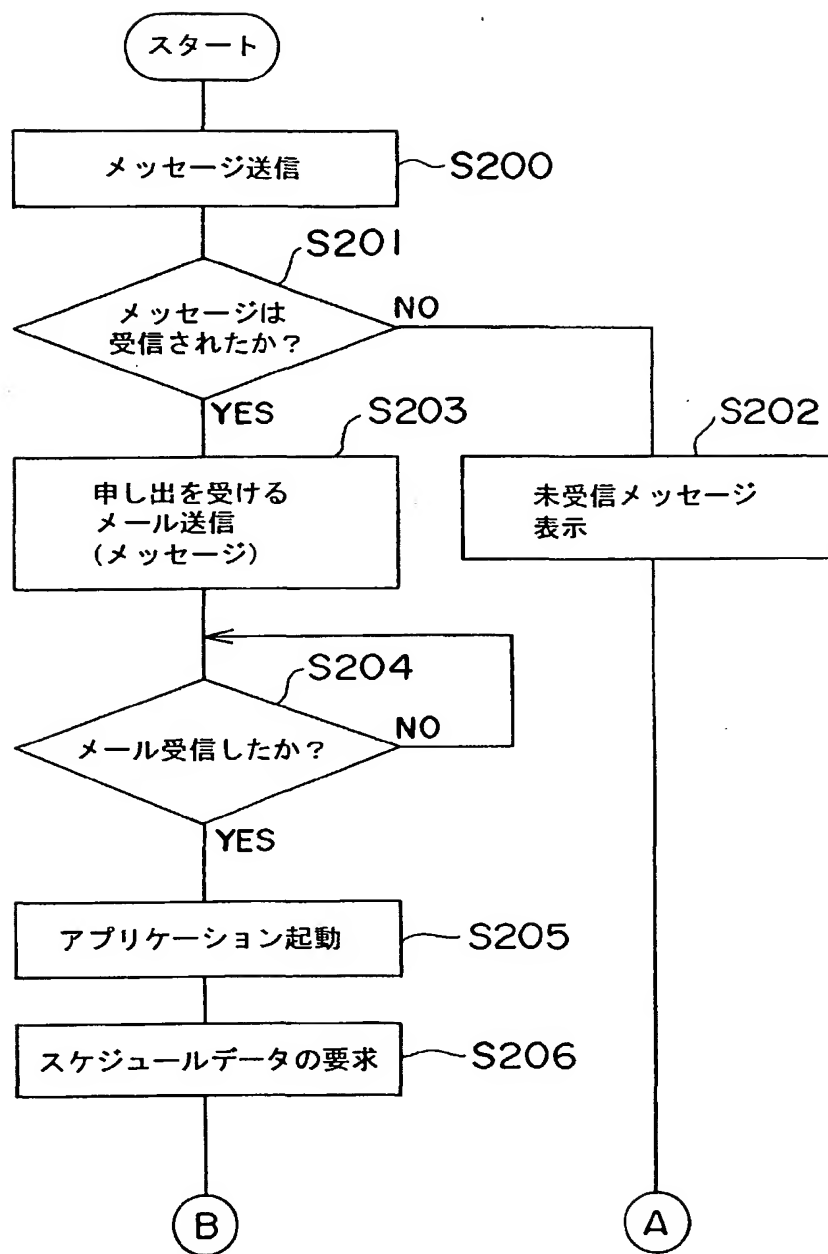 スタート
メッセージ送信
S200
S201
メッセージは
受信されたか？
NO
YES
S203
S202
申し出を受ける
メール送信
(メッセージ)
未受信メッセージ
表示
S204
メール受信したか？
NO
YES
アプリケーション起動
S205
スケジュールデータの要求
S206
B
A